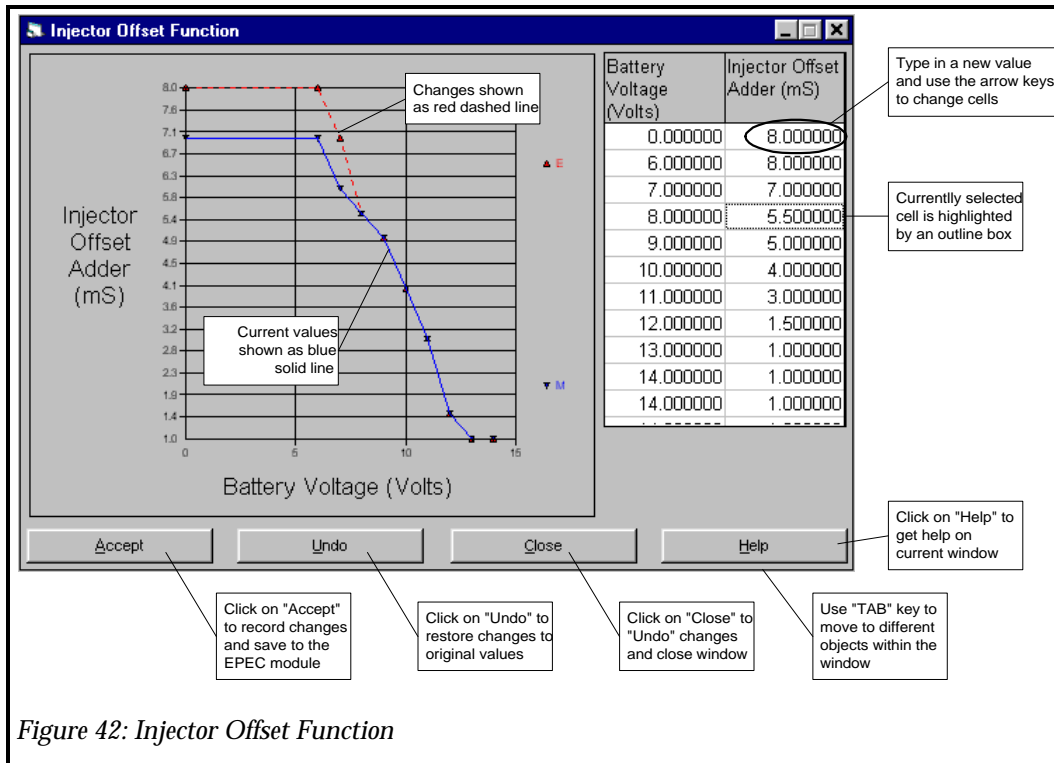 Injector Offset Function
8.0
7.6
7.1
6.7
6.3
5.8
5.4
4.9
4.5
4.1
3.6
3.2
2.8
2.3
1.9
1.4
1.0
0 5 10 15
Injector
Offset
Adder
(mS)
Battery Voltage (Volts)
Changes shown
as red dashed line
Current values
shown as blue
solid line
E
M
Battery Voltage (Volts) Injector Offset Adder (mS)
0.000000 8.000000
6.000000 8.000000
7.000000 7.000000
8.000000 5.500000
9.000000 5.000000
10.000000 4.000000
11.000000 3.000000
12.000000 1.500000
13.000000 1.000000
14.000000 1.000000
14.000000 1.000000
Type in a new value
and use the arrow keys
to change cells
Currentlly selected
cell is highlighted
by an outline box
Accept Undo Close Help
Click on "Help" to
get help on
current window
Click on "Accept"
to record changes
and save to the
EPEC module
Click on "Undo" to
restore changes to
original values
Click on "Close" to
"Undo" changes
and close window
Use "TAB" key to
move to different
objects within the
window
Figure 42: Injector Offset Function